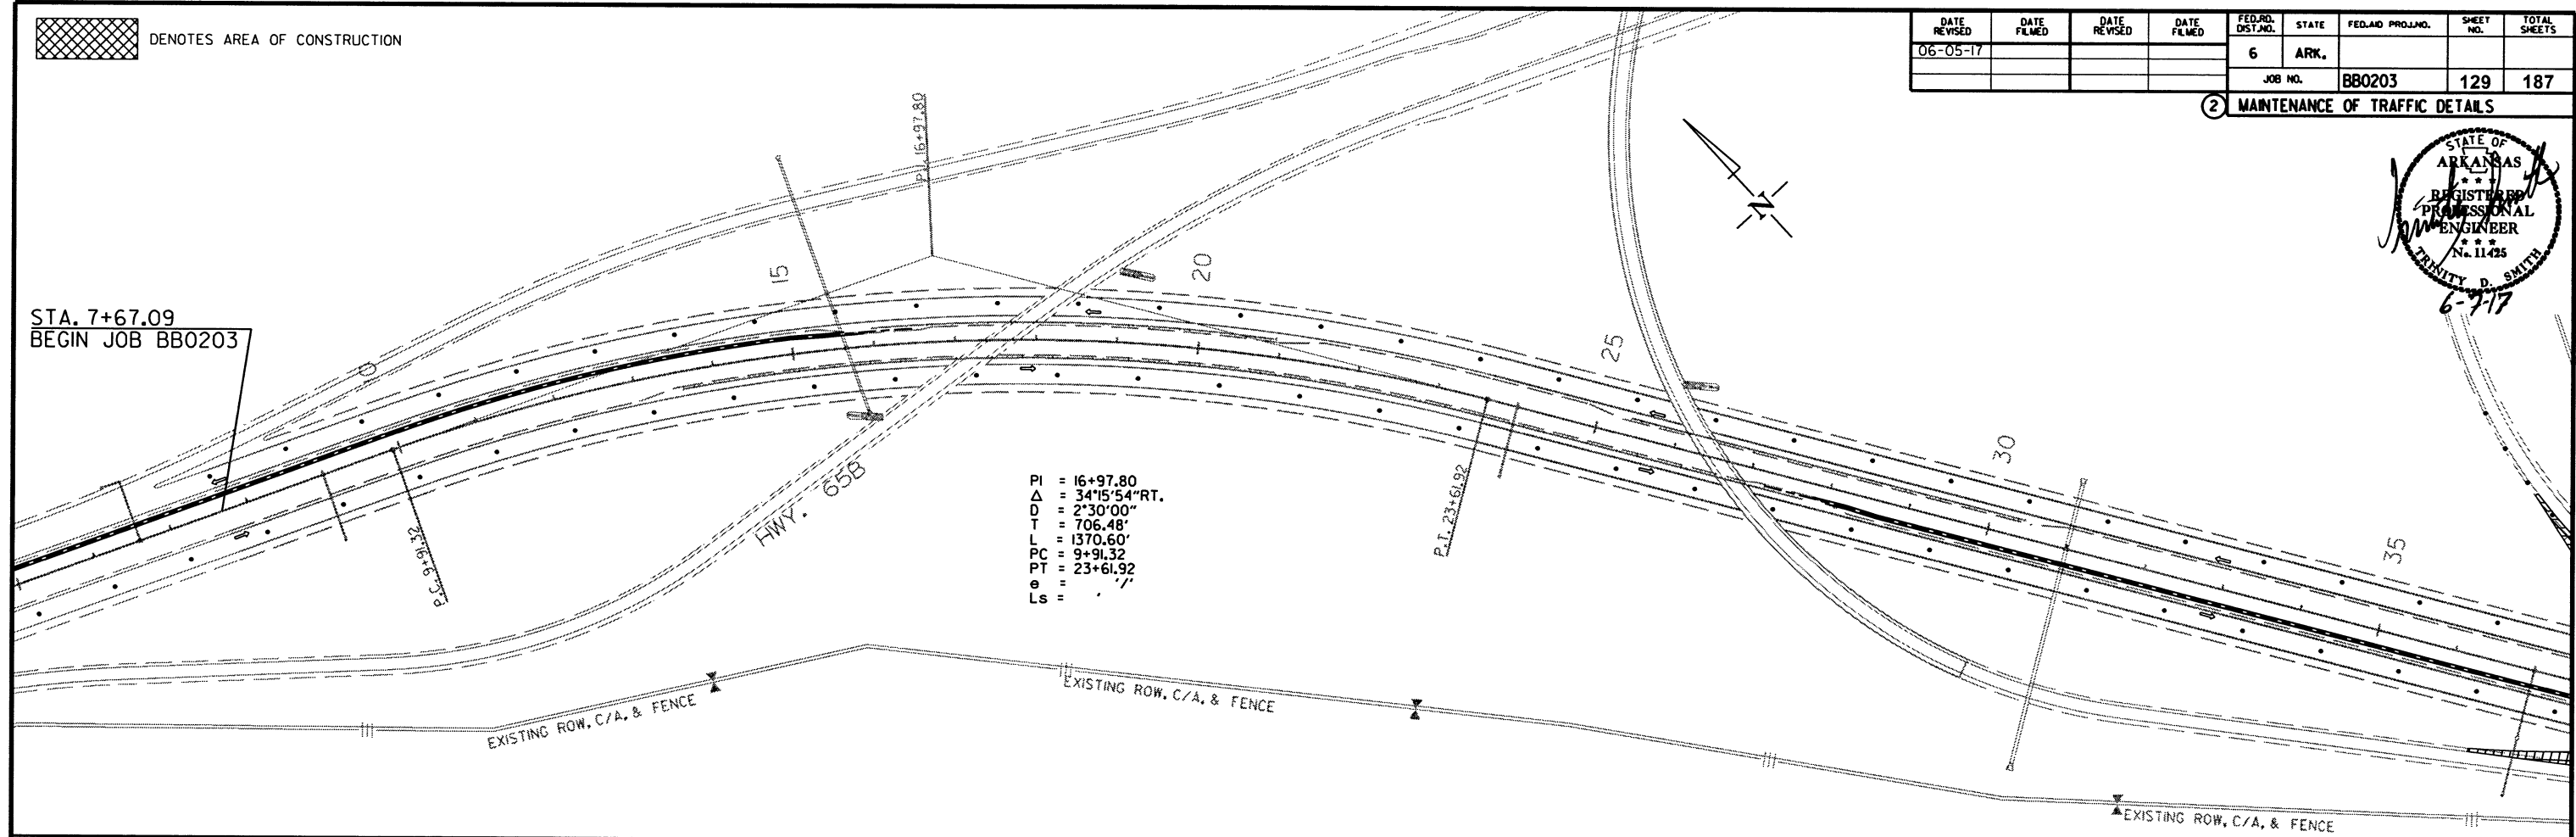 DENOTES AREA OF CONSTRUCTION
DATE REVISED
DATE FILMED
DATE REVISED
DATE FILMED
FED.RD. DIST.NO.
STATE
FED.AID PROJ.NO.
SHEET NO.
TOTAL SHEETS
06-05-17
6
ARK.
JOB NO.
BB0203
129
187
2 MAINTENANCE OF TRAFFIC DETAILS
STATE OF
ARKANSAS
* * *
REGISTERED
PROFESSIONAL
ENGINEER
* * *
No. 11425
TRINITY D. SMITH
6-7-17
N
P.I. 16+97.80
STA. 7+67.09
BEGIN JOB BB0203
15
20
25
30
35
P.C. 9+91.32
HWY. 65B
P.T. 23+61.92
PI = 16+97.80
Δ = 34°15'54"RT.
D = 2°30'00"
T = 706.48'
L = 1370.60'
PC = 9+91.32
PT = 23+61.92
e = '/'
Ls = '
EXISTING ROW, C/A, & FENCE
EXISTING ROW, C/A, & FENCE
EXISTING ROW, C/A, & FENCE